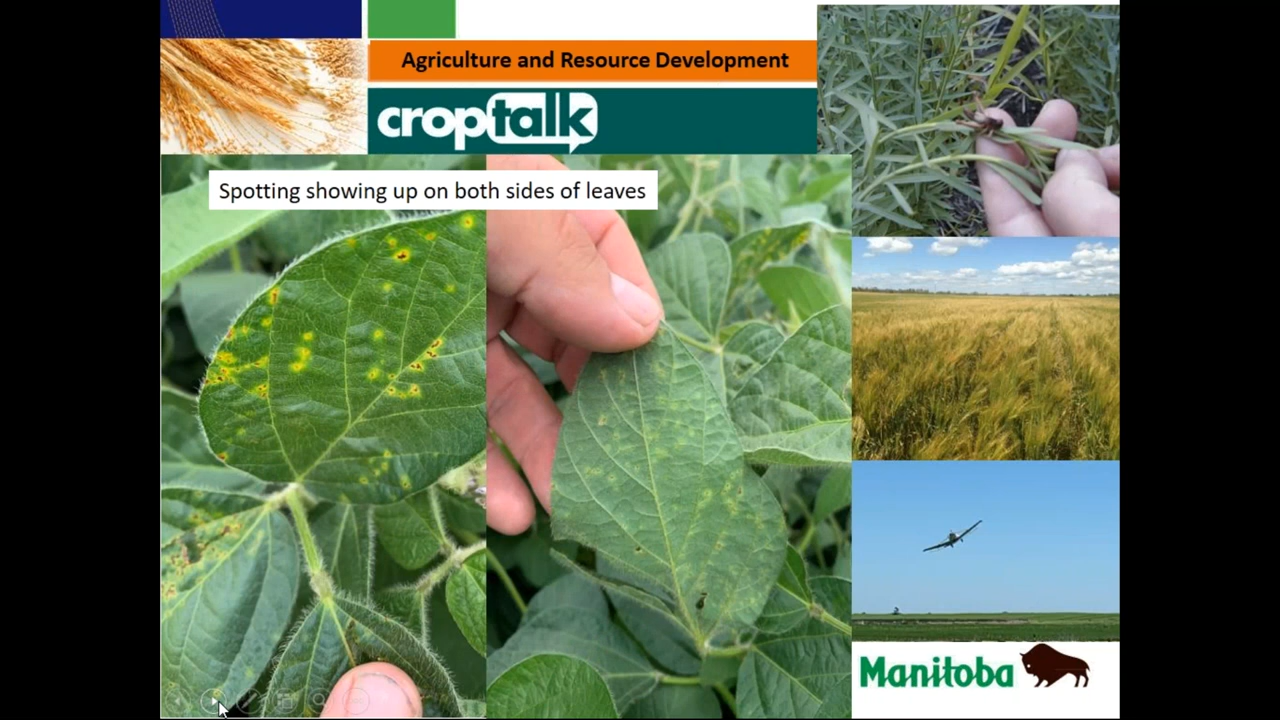 Agriculture and Resource Development
croptalk
Spotting showing up on both sides of leaves
Manitoba